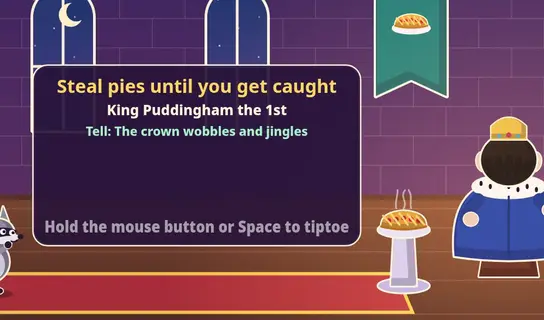 Steal pies until you get caught
King Puddingham the 1st
Tell: The crown wobbles and jingles
Hold the mouse button or Space to tiptoe